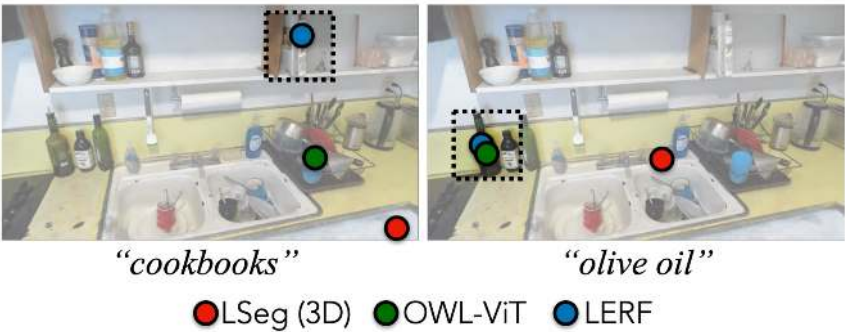 “cookbooks”
“olive oil”
LSeg (3D) OWL-ViT LERF